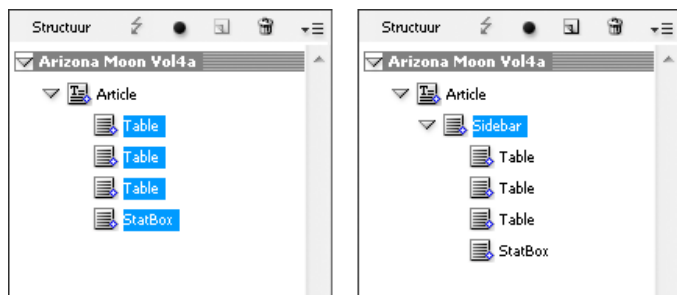 Structuur
Arizona Moon Vol4a
Article
Table
Table
Table
StatBox
Structuur
Arizona Moon Vol4a
Article
Sidebar
Table
Table
Table
StatBox